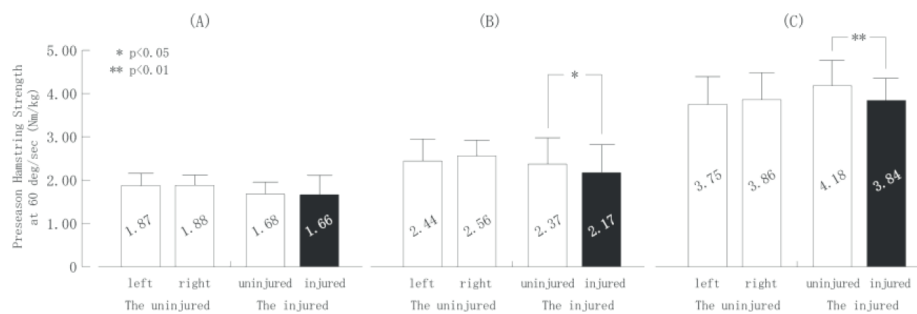 (A) (B) (C)
Preseason Hamstring Strength
at 60 deg/sec (Nm/kg)
5.00
4.00
3.00
2.00
1.00
0
* p<0.05
** p<0.01
*
**
1.87 1.88 1.68 1.66
2.44 2.56 2.37 2.17
3.75 3.86 4.18 3.84
left right uninjured injured left right uninjured injured left right uninjured injured
The uninjured The injured The uninjured The injured The uninjured The injured